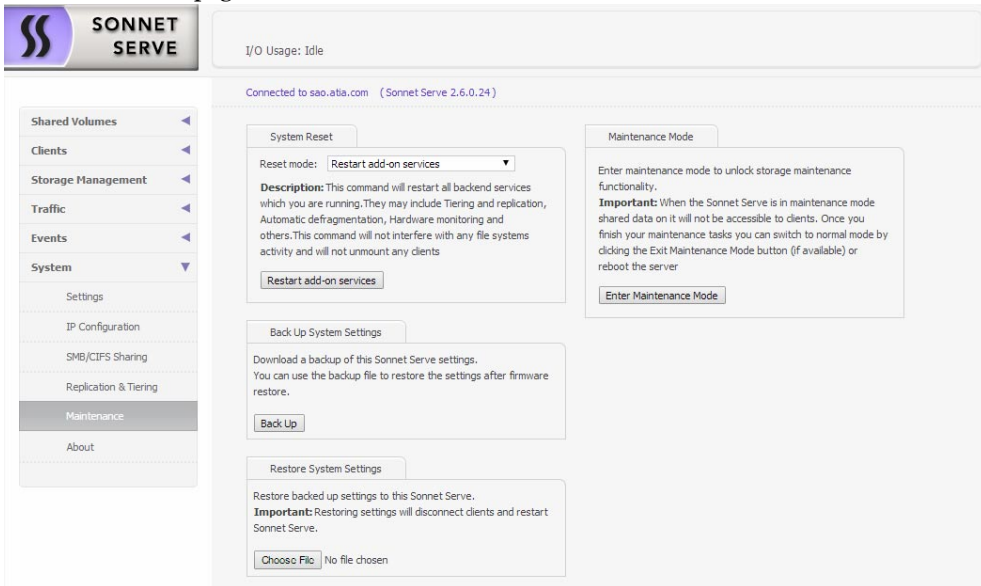 page
SONNET
SERVE
I/O Usage: Idle
Connected to sao.atia.com (Sonnet Serve 2.6.0.24)
Shared Volumes
Clients
Storage Management
Traffic
Events
System
Settings
IP Configuration
SMB/CIFS Sharing
Replication & Tiering
Maintenance
About
System Reset
Reset mode: Restart add-on services
Description: This command will restart all backend services
which you are running.They may include Tiering and replication,
Automatic defragmentation, Hardware monitoring and
others.This command will not interfere with any file systems
activity and will not unmount any clients
Restart add-on services
Back Up System Settings
Download a backup of this Sonnet Serve settings.
You can use the backup file to restore the settings after firmware
restore.
Back Up
Restore System Settings
Restore backed up settings to this Sonnet Serve.
Important: Restoring settings will disconnect clients and restart
Sonnet Serve.
Choose File No file chosen
Maintenance Mode
Enter maintenance mode to unlock storage maintenance
functionality.
Important: When the Sonnet Serve is in maintenance mode
shared data on it will not be accessible to clients. Once you
finish your maintenance tasks you can switch to normal mode by
clicking the Exit Maintenance Mode button (if available) or
reboot the server
Enter Maintenance Mode